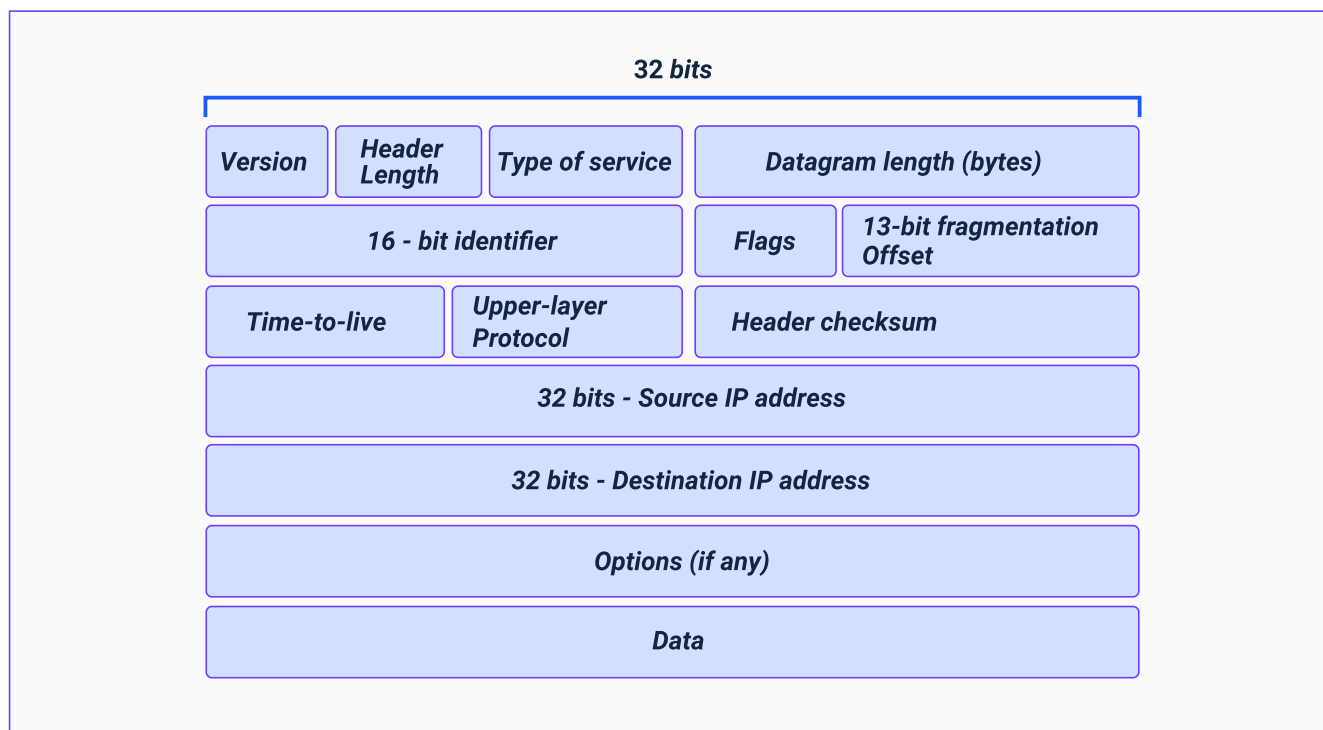 32 bits
Version
Header
Length
Type of service
Datagram length (bytes)
16 - bit identifier
Flags
13-bit fragmentation
Offset
Time-to-live
Upper-layer
Protocol
Header checksum
32 bits - Source IP address
32 bits - Destination IP address
Options (if any)
Data